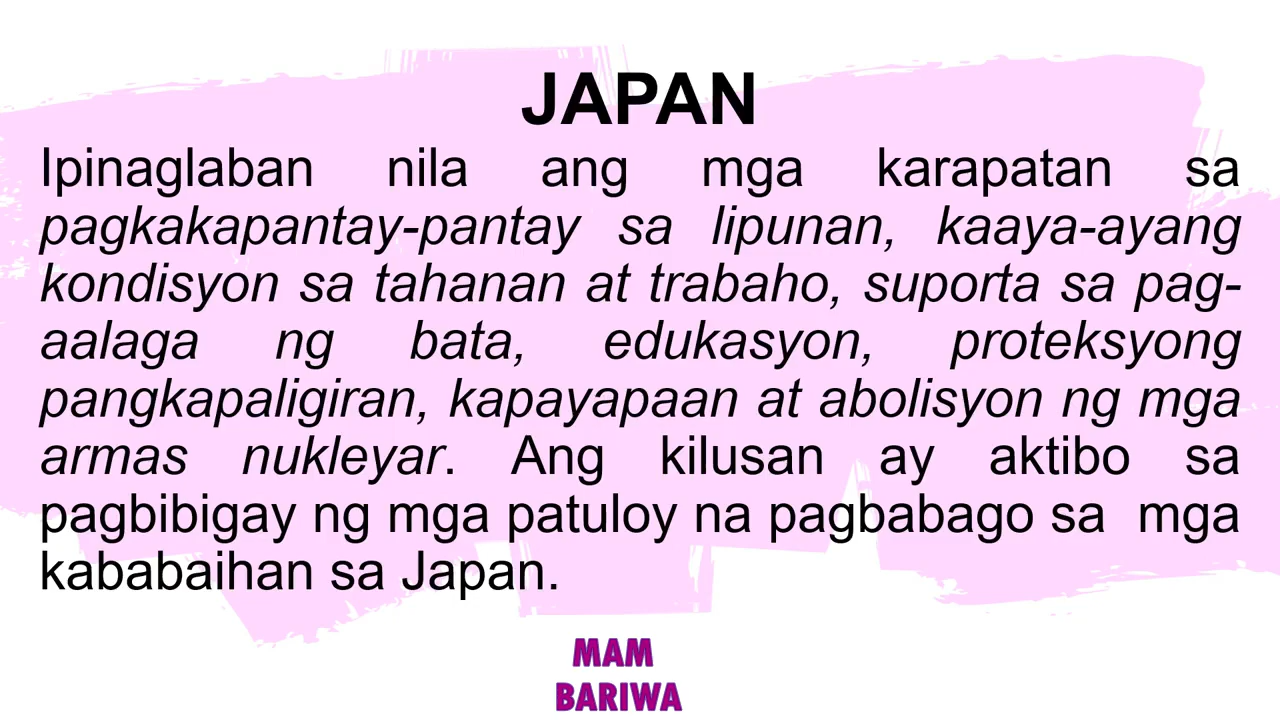 JAPAN
Ipinaglaban nila ang mga karapatan sa
pagkakapantay-pantay sa lipunan, kaaya-ayang
kondisyon sa tahanan at trabaho, suporta sa pag-
aalaga ng bata, edukasyon, proteksyong
pangkapaligiran, kapayapaan at abolisyon ng mga
armas nukleyar. Ang kilusan ay aktibo sa
pagbibigay ng mga patuloy na pagbabago sa mga
kababaihan sa Japan.
MAM
BARIWA